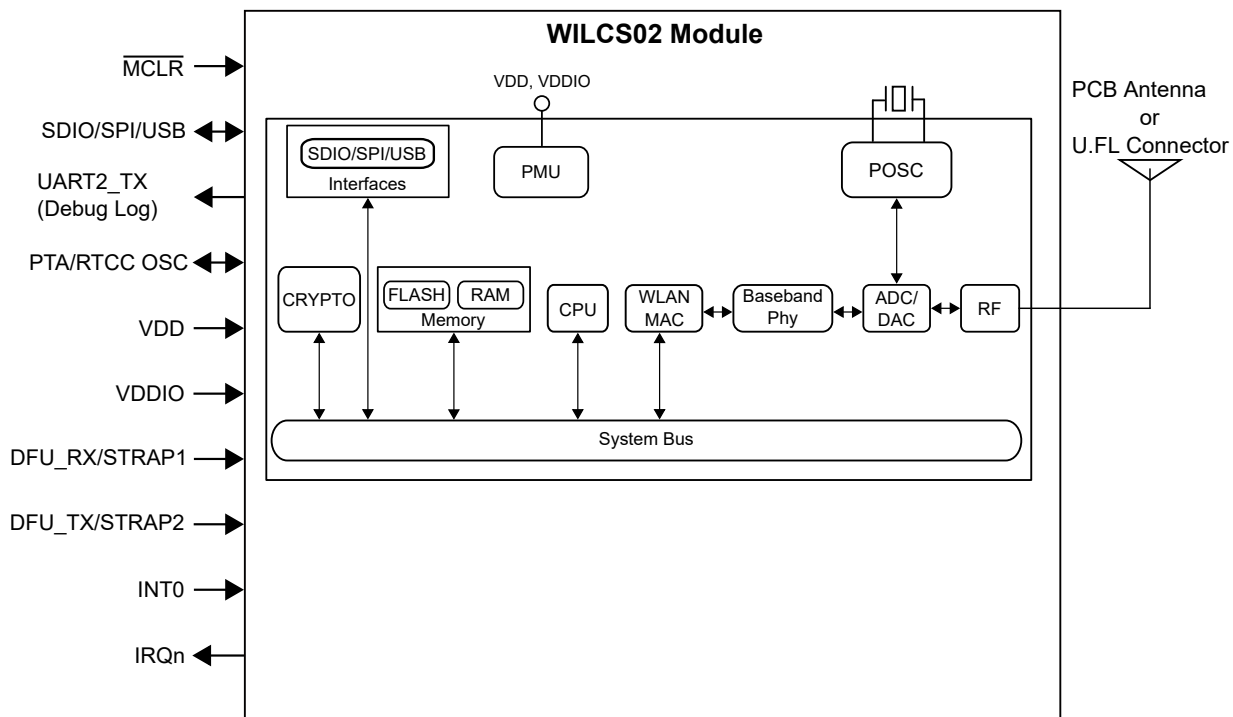 WILCS02 Module
MCLR
SDIO/SPI/USB
UART2_TX
(Debug Log)
PTA/RTCC OSC
VDD
VDDIO
DFU_RX/STRAP1
DFU_TX/STRAP2
INT0
IRQn
VDD, VDDIO
SDIO/SPI/USB
Interfaces
PMU
POSC
CRYPTO
FLASH
RAM
Memory
CPU
WLAN
MAC
Baseband
Phy
ADC/
DAC
RF
System Bus
PCB Antenna
or
U.FL Connector